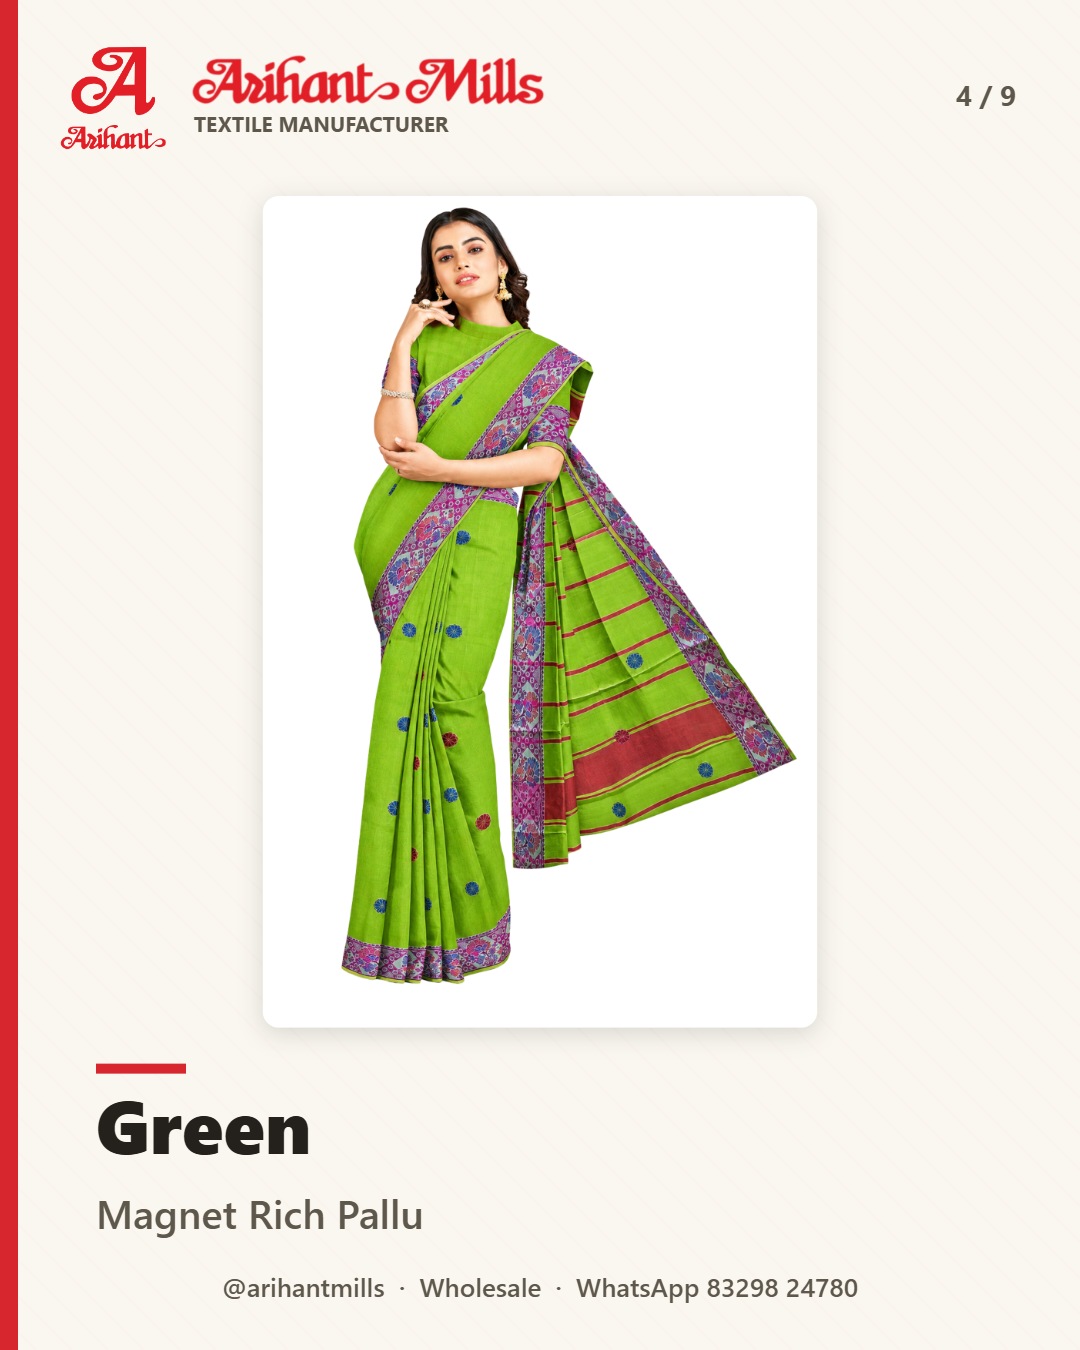 A
Arihant
Arihant Mills
TEXTILE MANUFACTURER
4 / 9
Green
Magnet Rich Pallu
@arihantmills · Wholesale · WhatsApp 83298 24780